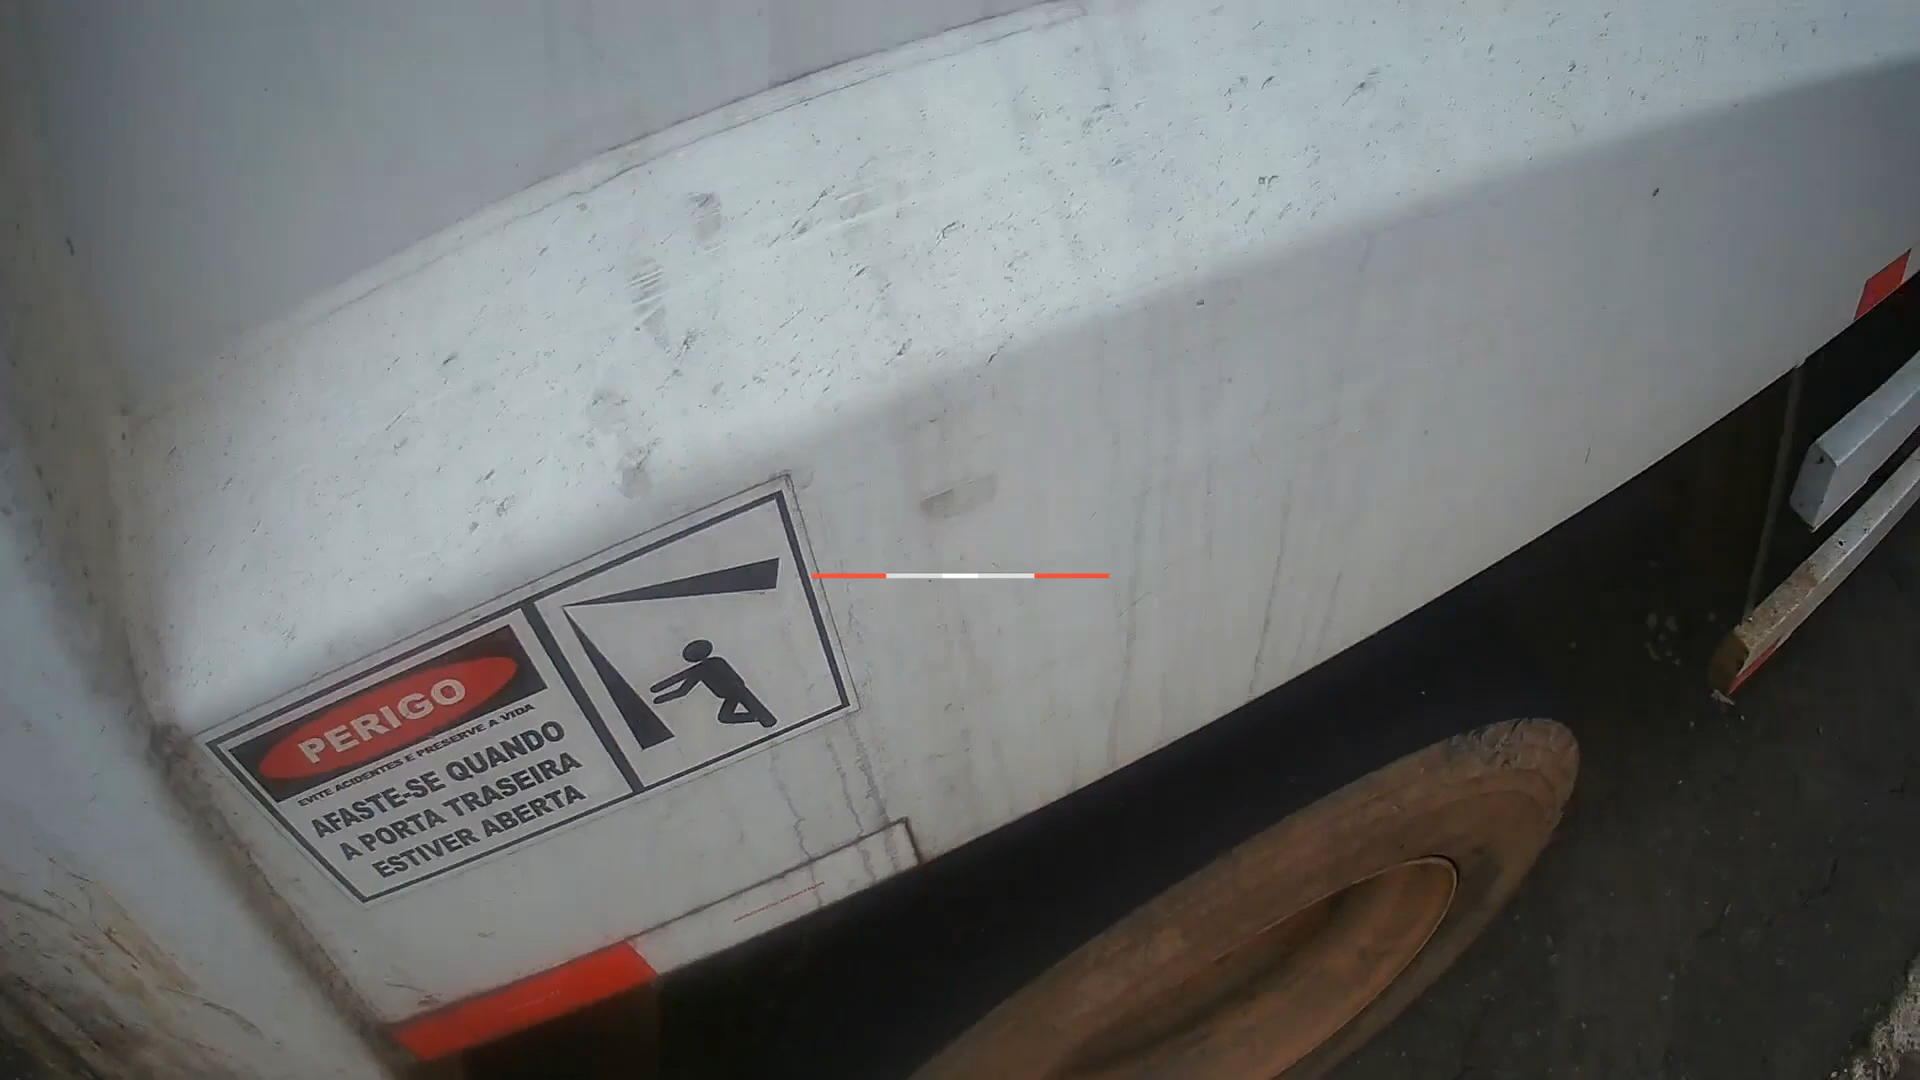 PERIGO
EVITE ACIDENTES E PRESERVE A VIDA
AFASTE-SE QUANDO
A PORTA TRASEIRA
ESTIVER ABERTA